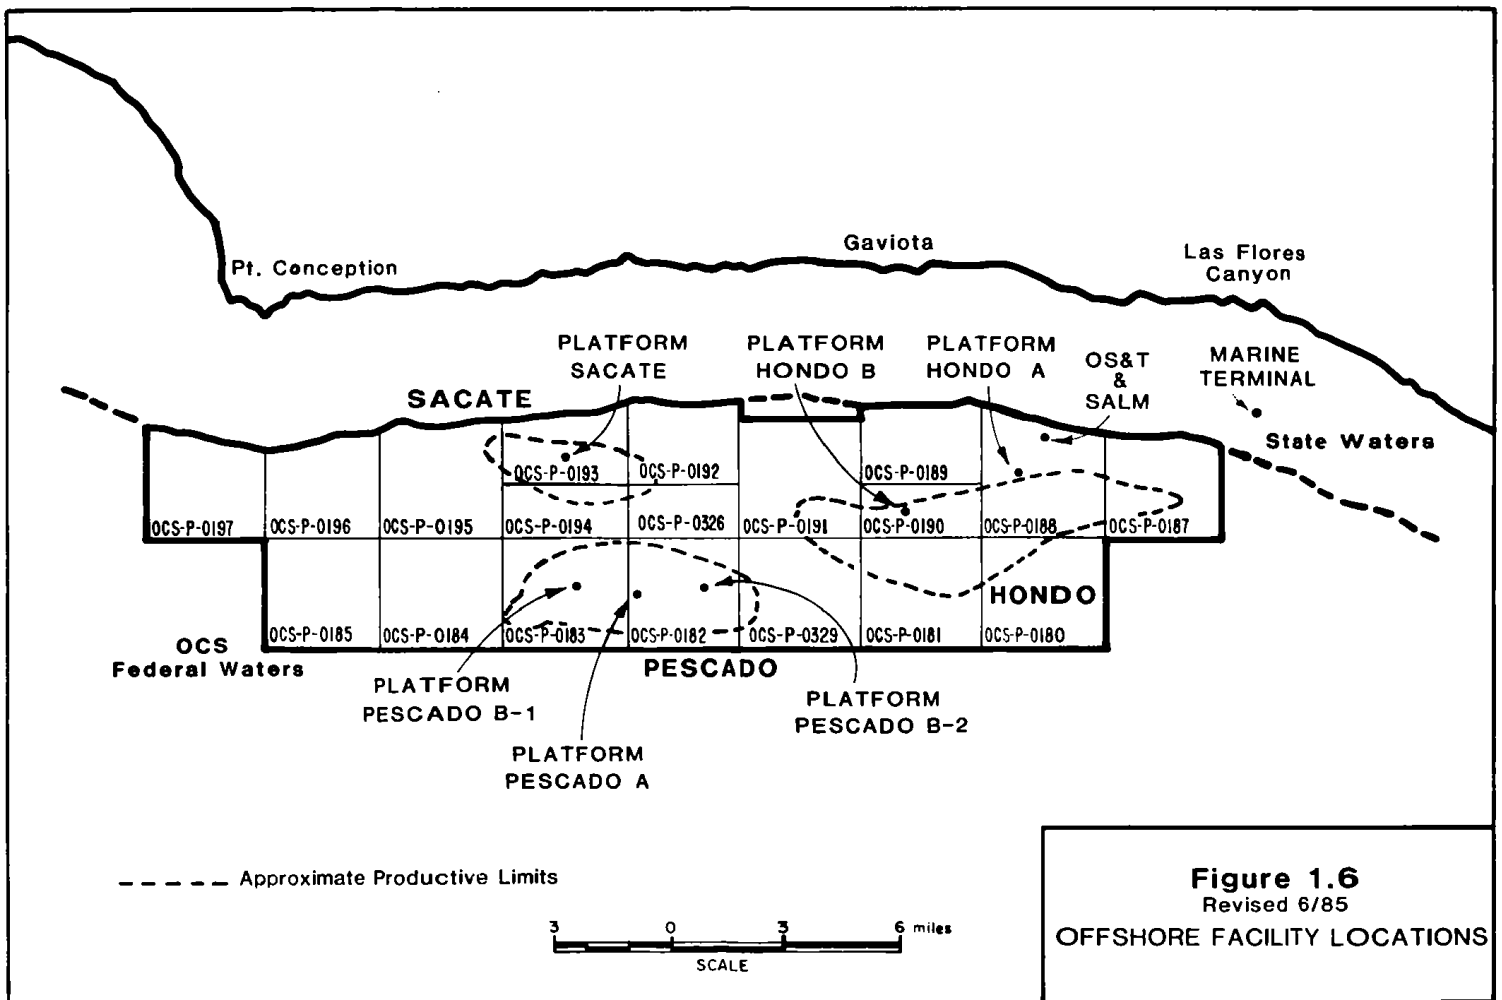 Pt. Conception
Gaviota
Las Flores
Canyon
PLATFORM
SACATE
PLATFORM
HONDO B
PLATFORM
HONDO A
OS&T
&
SALM
MARINE
TERMINAL
SACATE
State Waters
OCS-P-0193
OCS-P-0192
OCS-P-0189
OCS-P-0197
OCS-P-0196
OCS-P-0195
OCS-P-0194
OCS-P-0326
OCS-P-0191
OCS-P-0190
OCS-P-0188
OCS-P-0187
HONDO
OCS-P-0185
OCS-P-0184
OCS-P-0183
OCS-P-0182
OCS-P-0329
OCS-P-0181
OCS-P-0180
OCS
Federal Waters
PESCADO
PLATFORM
PESCADO B-1
PLATFORM
PESCADO B-2
PLATFORM
PESCADO A
Approximate Productive Limits
3 0 3 6 miles
SCALE
Figure 1.6
Revised 6/85
OFFSHORE FACILITY LOCATIONS